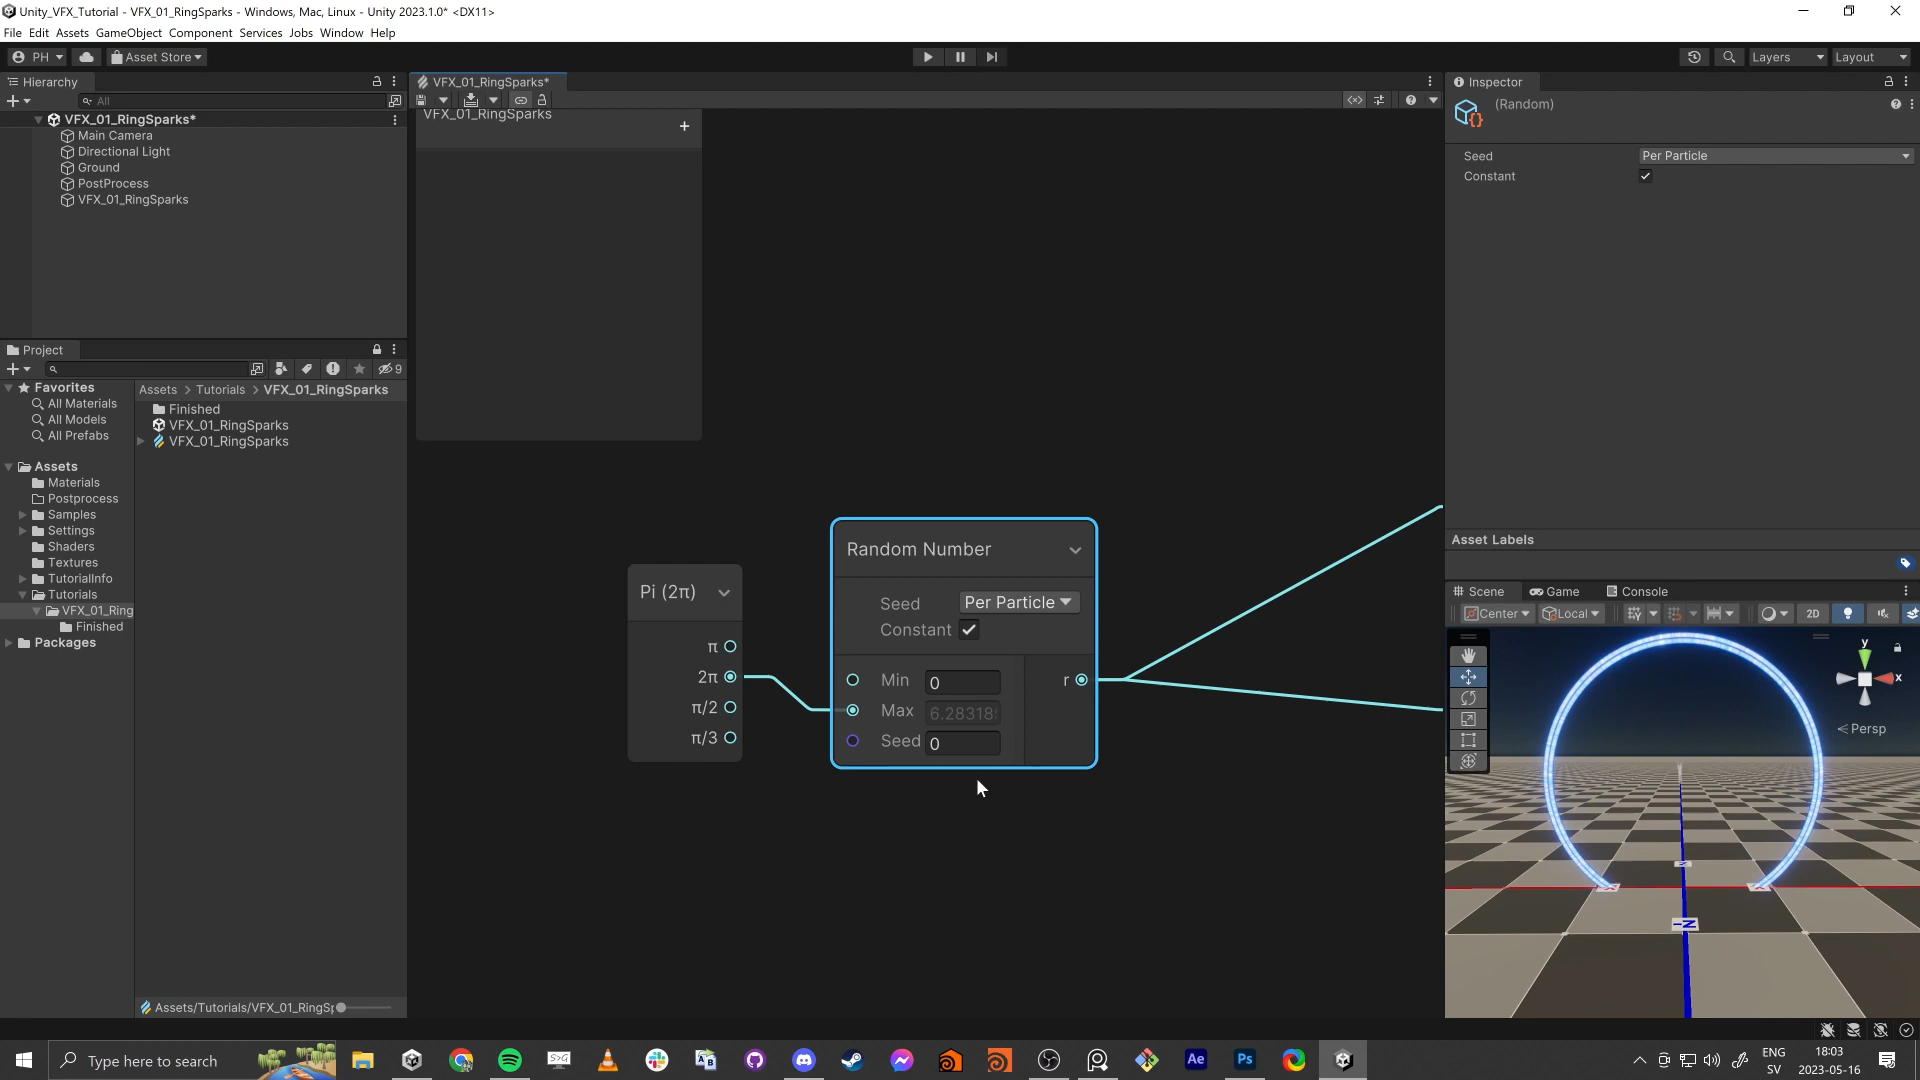 Unity_VFX_Tutorial - VFX_01_RingSparks - Windows, Mac, Linux - Unity 2023.1.0* <DX11>
File Edit Assets GameObject Component Services Jobs Window Help
PH Asset Store Layers Layout
Hierarchy
All
VFX_01_RingSparks*
Main Camera
Directional Light
Ground
PostProcess
VFX_01_RingSparks
Project
9
Favorites
All Materials
All Models
All Prefabs
Assets
Materials
Postprocess
Samples
Settings
Shaders
Textures
TutorialInfo
Tutorials
VFX_01_Ring
Finished
Packages
Assets > Tutorials > VFX_01_RingSparks
Finished
VFX_01_RingSparks
VFX_01_RingSparks
Assets/Tutorials/VFX_01_RingSp
VFX_01_RingSparks*
VFX_01_RingSparks
Pi (2π)
π
2π
π/2
π/3
Random Number
Seed Per Particle
Constant
Min 0
Max 6.28318
Seed 0
r
Inspector
(Random)
Seed Per Particle
Constant
Asset Labels
Scene Game Console
Center Local 2D
y
x
Persp
Type here to search
ENG
SV
18:03
2023-05-16